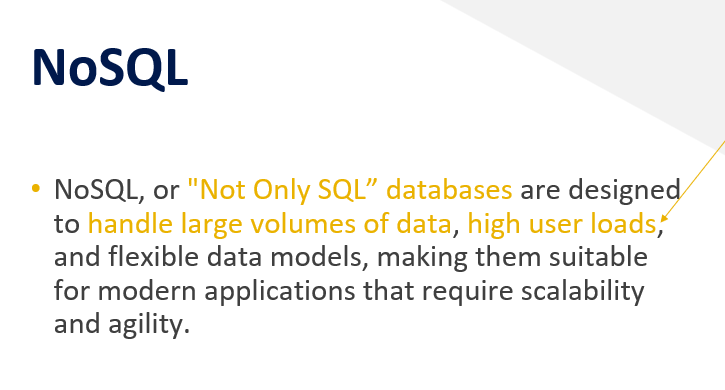 NoSQL
• NoSQL, or "Not Only SQL” databases are designed
to handle large volumes of data, high user loads,
and flexible data models, making them suitable
for modern applications that require scalability
and agility.